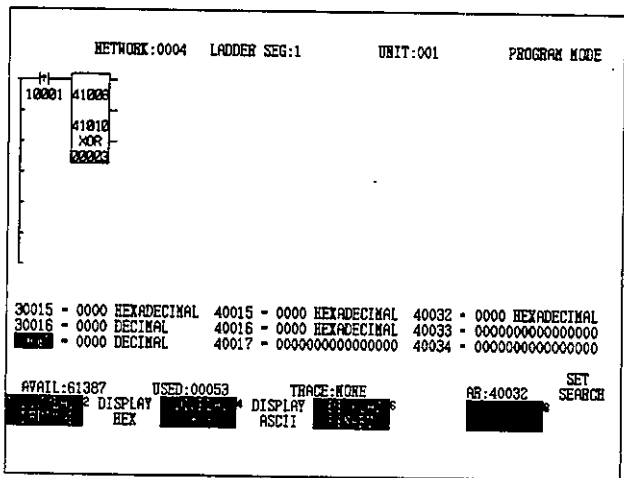 NETWORK:0004 LADDER SEG:1 UNIT:001 PROGRAM MODE
10001
41006
41010
XOR
00003
30015 = 0000 HEXADECIMAL 40015 = 0000 HEXADECIMAL 40032 = 0000 HEXADECIMAL
30016 = 0000 DECIMAL 40016 = 0000 HEXADECIMAL 40033 = 0000000000000000
= 0000 DECIMAL 40017 = 0000000000000000 40034 = 0000000000000000
AVAIL:61387 USED:00053 TRACE:NONE AR:40032
2 DISPLAY HEX 4 DISPLAY ASCII 6 8 SET SEARCH